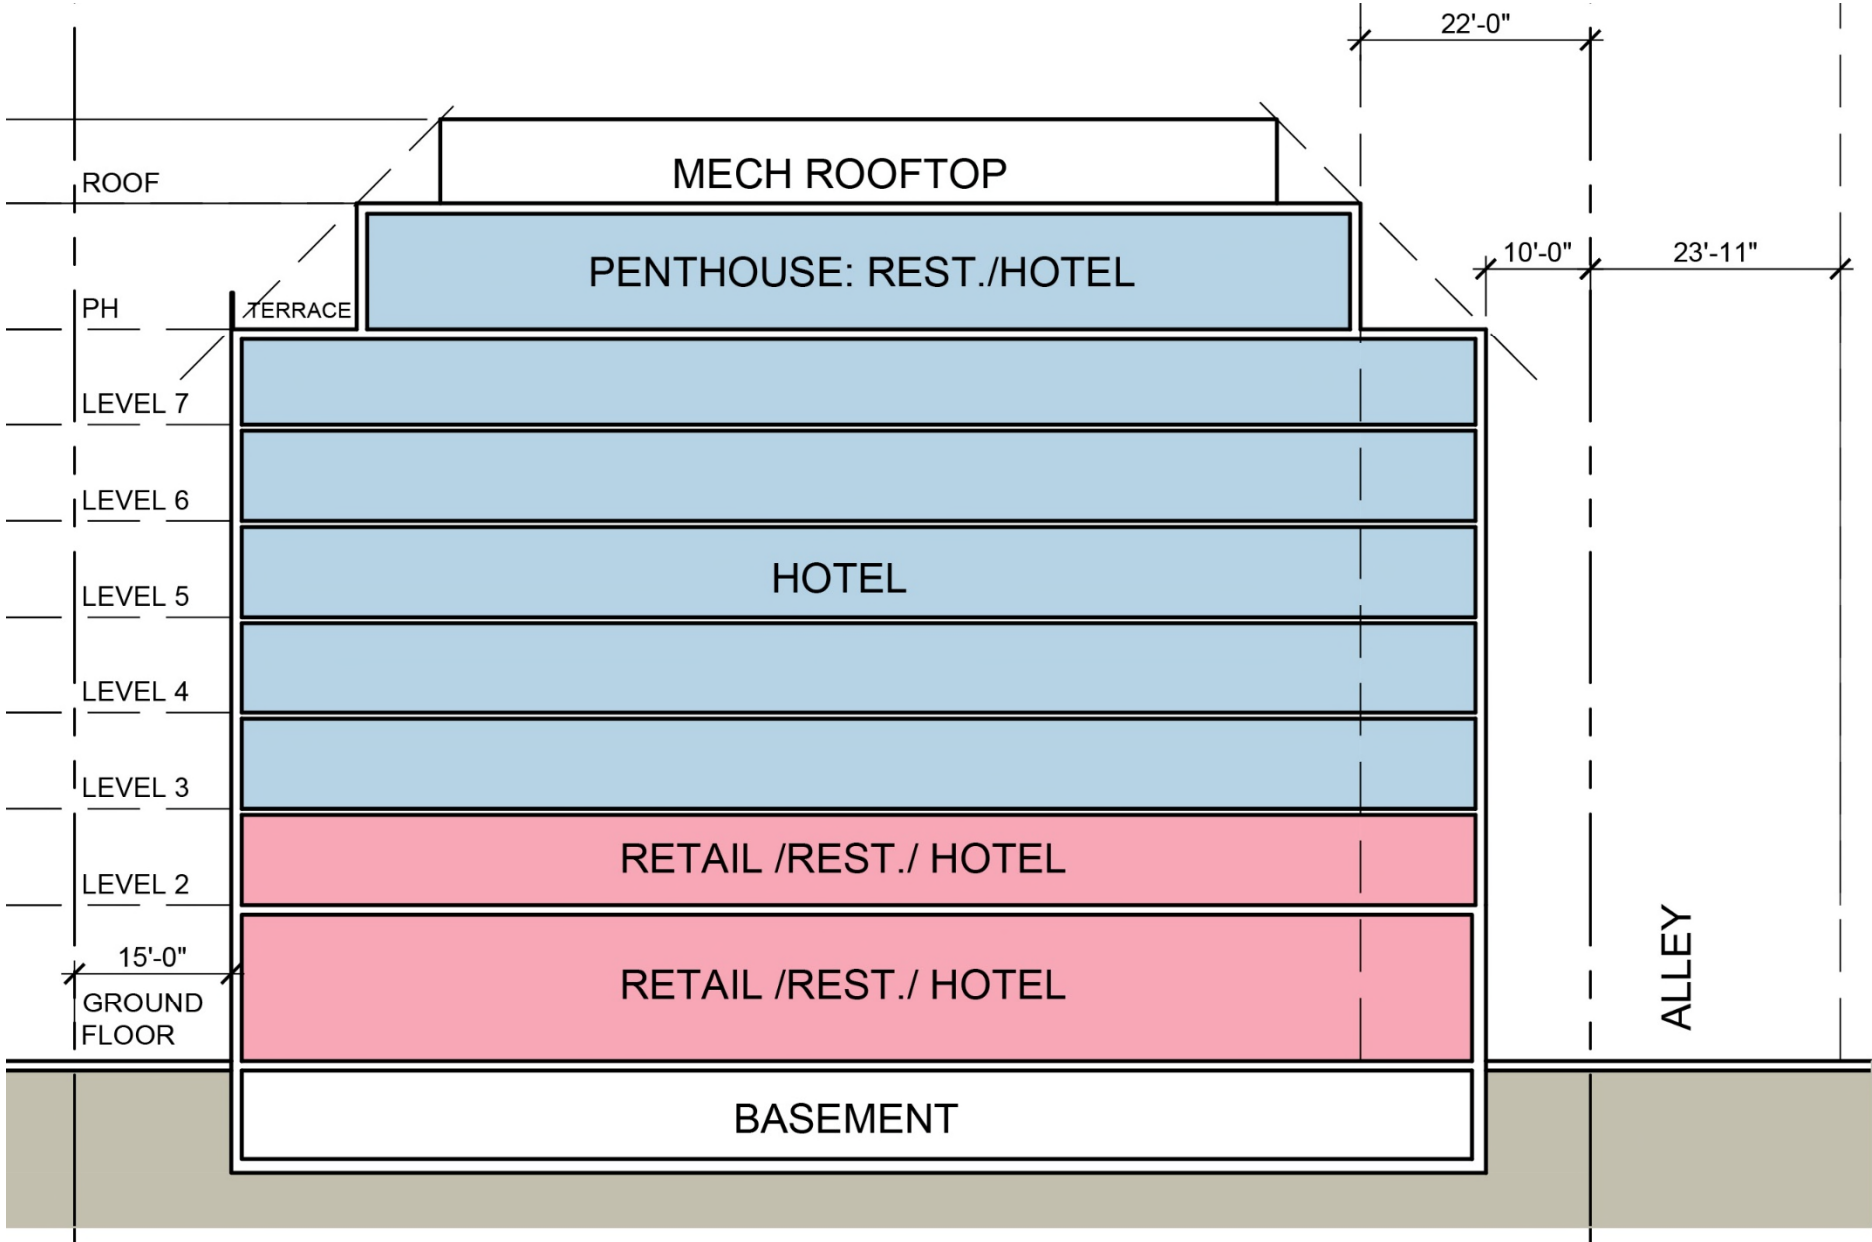 22'-0"
MECH ROOFTOP
ROOF
10'-0"
23'-11"
PENTHOUSE: REST./HOTEL
PH
TERRACE
LEVEL 7
LEVEL 6
HOTEL
LEVEL 5
LEVEL 4
LEVEL 3
RETAIL /REST./ HOTEL
LEVEL 2
ALLEY
15'-0"
RETAIL /REST./ HOTEL
GROUND
FLOOR
BASEMENT